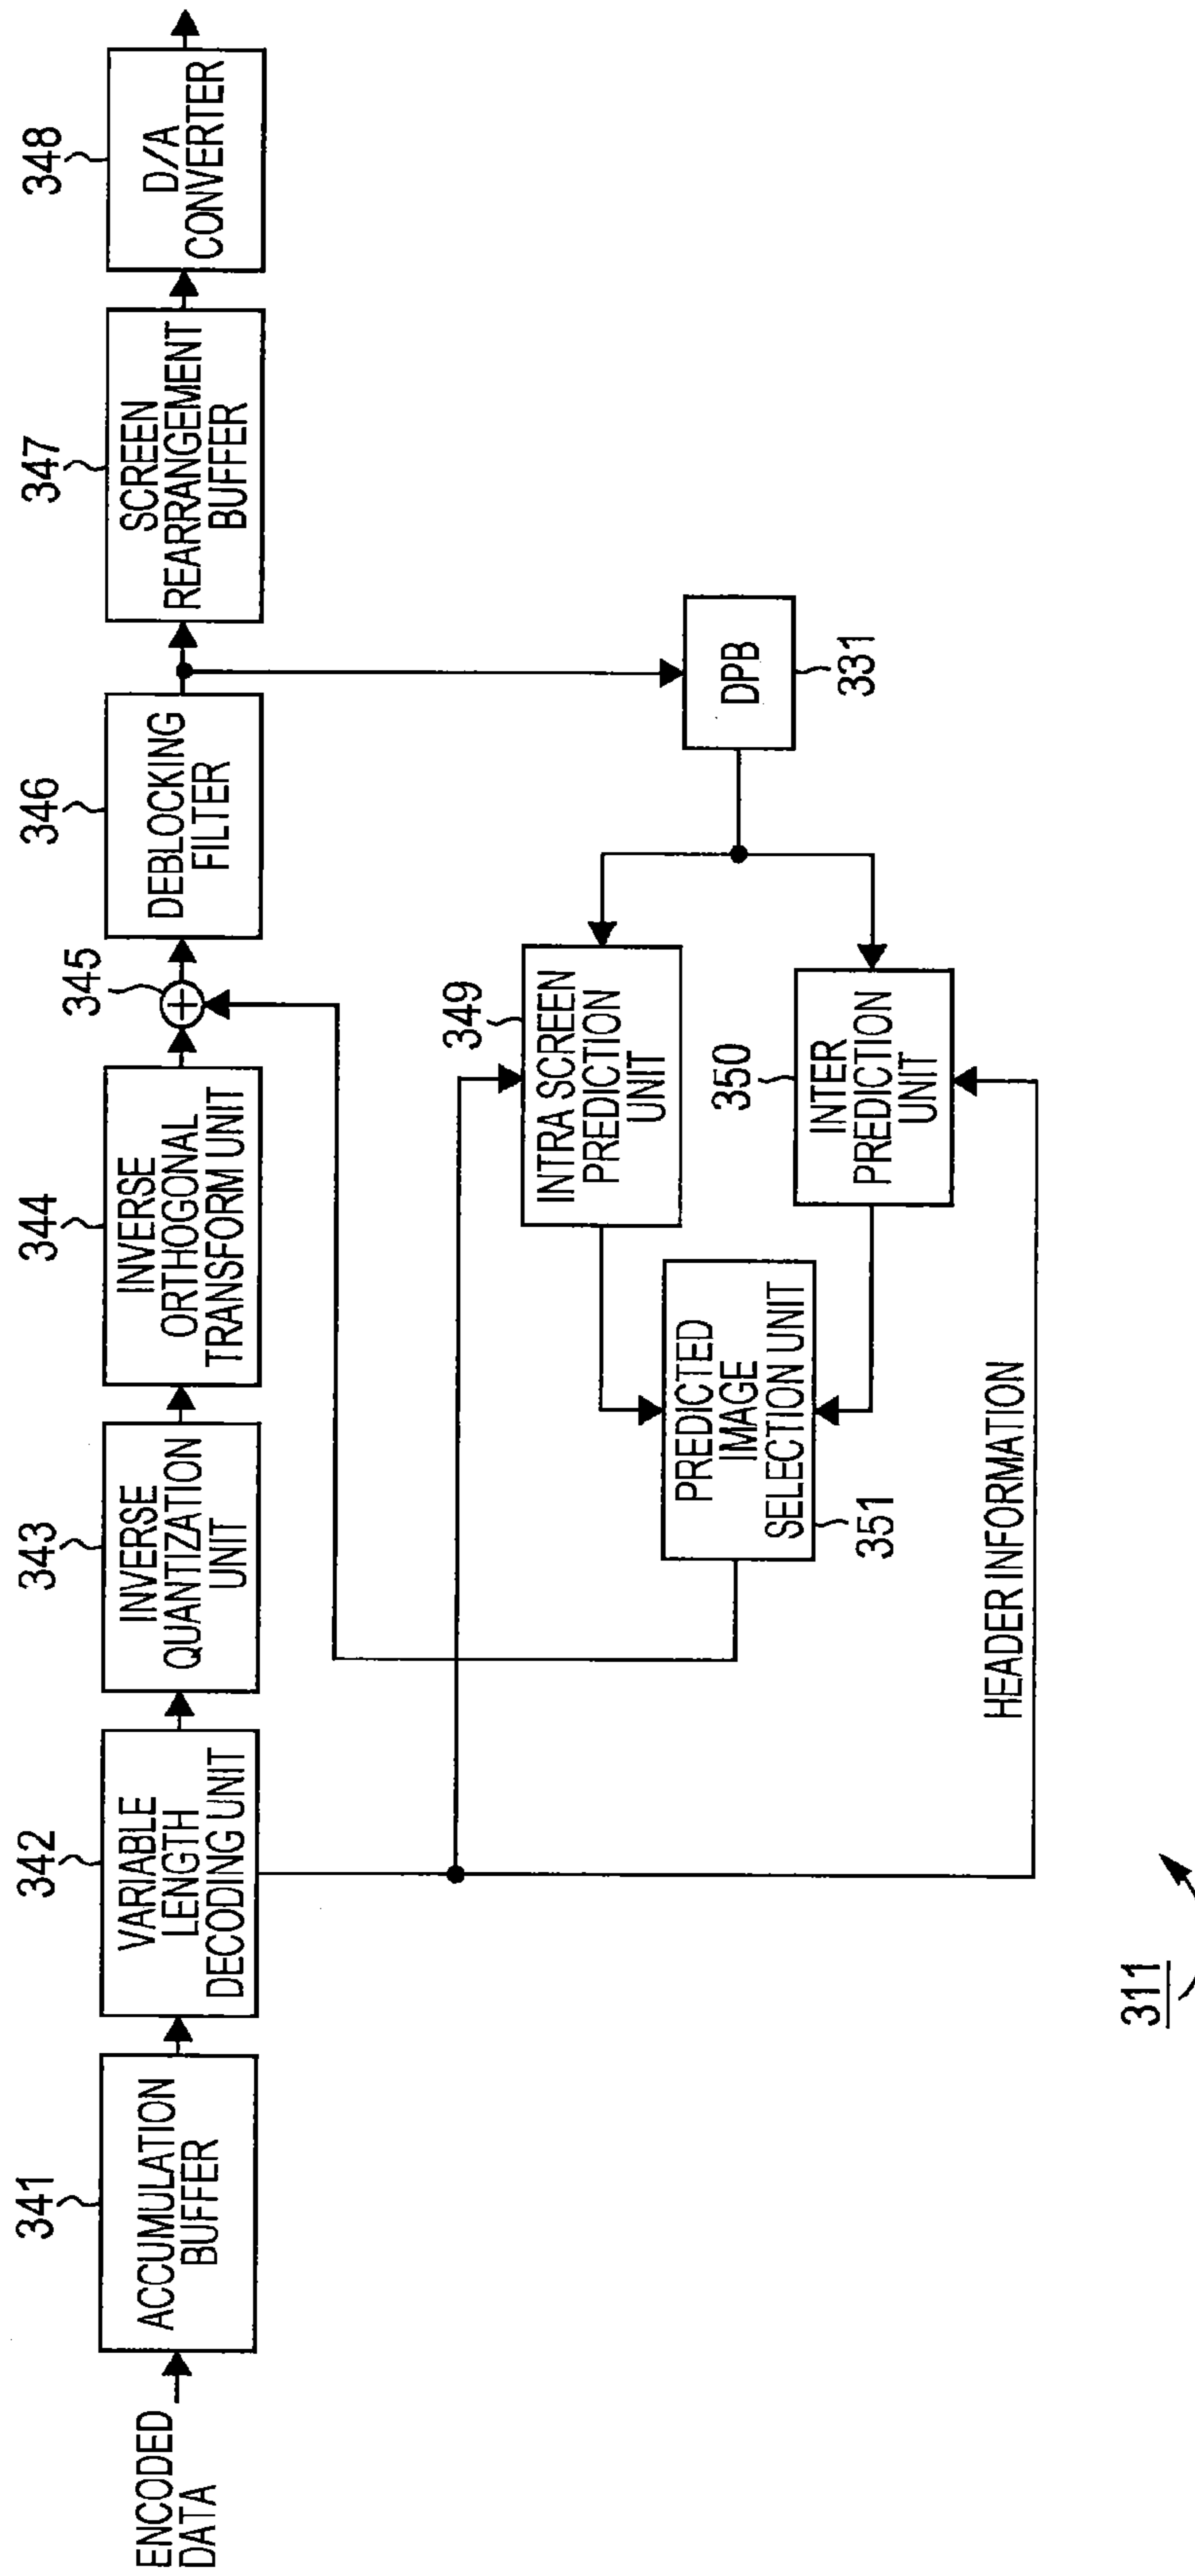 ENCODED
DATA
341
ACCUMULATION
BUFFER
342
VARIABLE
LENGTH
DECODING UNIT
343
INVERSE
QUANTIZATION
UNIT
344
INVERSE
ORTHOGONAL
TRANSFORM UNIT
345
+
346
DEBLOCKING
FILTER
347
SCREEN
REARRANGEMENT
BUFFER
348
D/A
CONVERTER
349
INTRA SCREEN
PREDICTION
UNIT
DPB
331
350
INTER
PREDICTION
UNIT
PREDICTED
IMAGE
SELECTION UNIT
351
HEADER INFORMATION
311